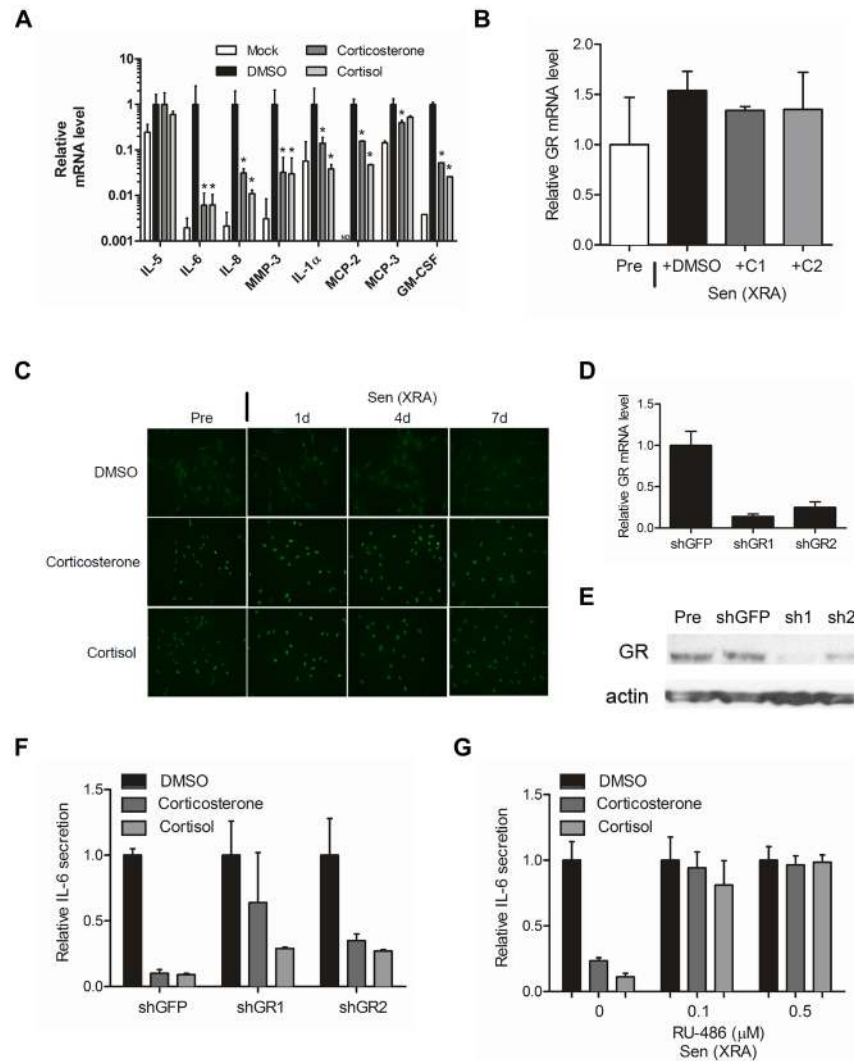 A
Mock
Corticosterone
DMSO
Cortisol
Relative
mRNA level
10
1
0.1
0.01
0.001
* * * * * * * * * * * *
ND
IL-5
IL-6
IL-8
MMP-3
IL-1α
MCP-2
MCP-3
GM-CSF
B
Relative GR mRNA level
2.0
1.5
1.0
0.5
0.0
Pre
+DMSO
+C1
+C2
Sen (XRA)
C
Sen (XRA)
Pre
1d
4d
7d
DMSO
Corticosterone
Cortisol
D
Relative GR mRNA level
1.5
1.0
0.5
0.0
shGFP
shGR1
shGR2
E
Pre shGFP sh1 sh2
GR
actin
F
DMSO
Corticosterone
Cortisol
Relative IL-6 secretion
1.5
1.0
0.5
0.0
shGFP
shGR1
shGR2
G
DMSO
Corticosterone
Cortisol
Relative IL-6 secretion
1.5
1.0
0.5
0.0
0
0.1
0.5
RU-486 (μM)
Sen (XRA)